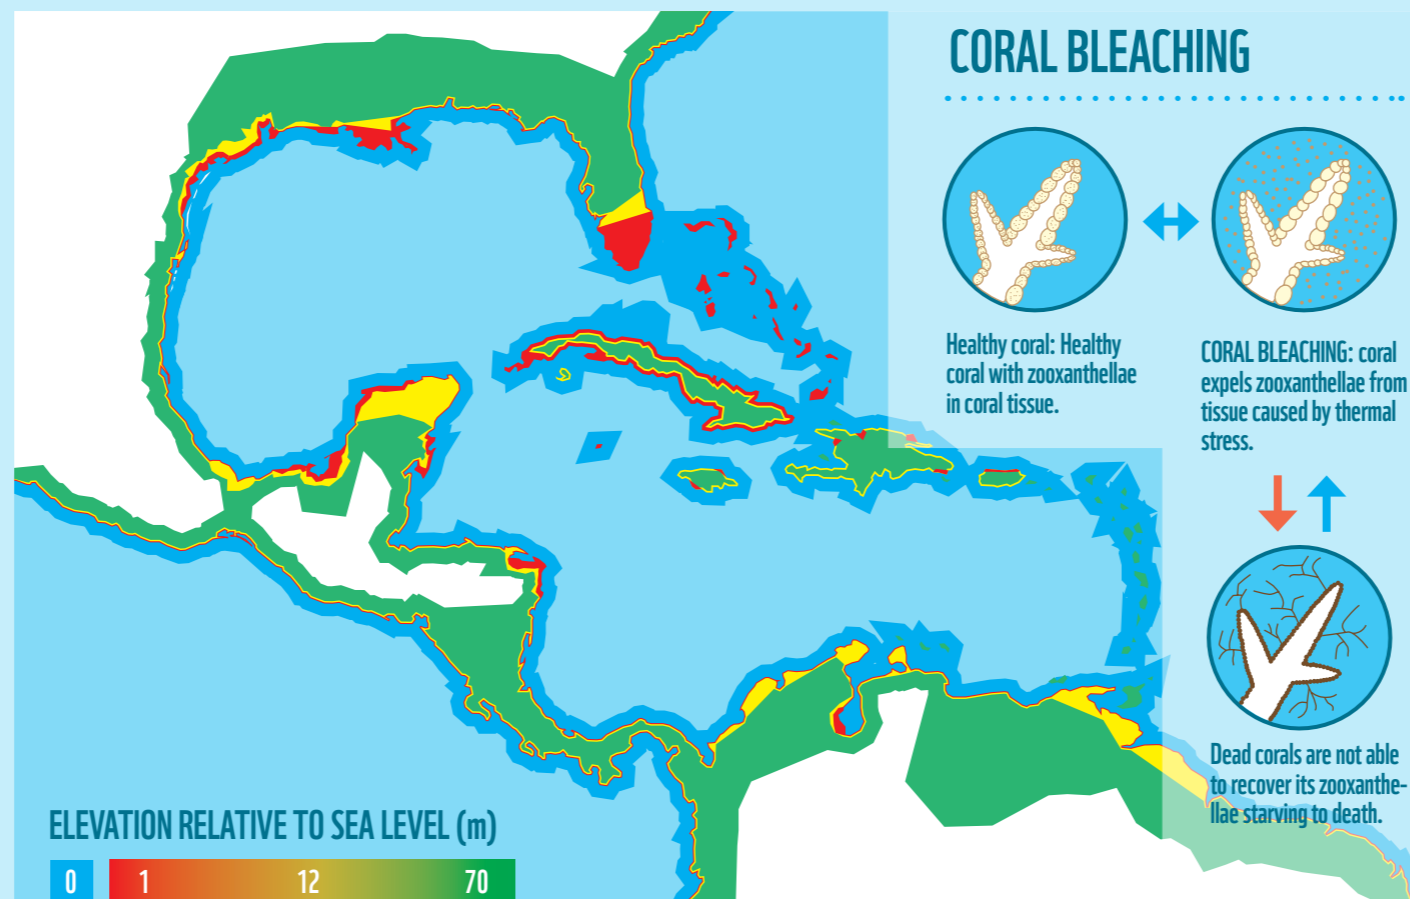 CORAL BLEACHING
Healthy coral: Healthy
coral with zooxanthellae
in coral tissue.
CORAL BLEACHING: coral
expels zooxanthellae from
tissue caused by thermal
stress.
Dead corals are not able
to recover its zooxanthe-
llae starving to death.
ELEVATION RELATIVE TO SEA LEVEL (m)
0 1 12 70